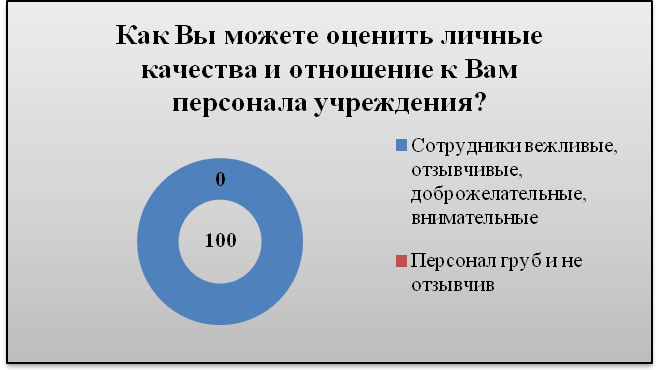 Как Вы можете оценить личные
качества и отношение к Вам
персонала учреждения?
0
100
Сотрудники вежливые,
отзывчивые,
доброжелательные,
внимательные
Персонал груб и не
отзывчив